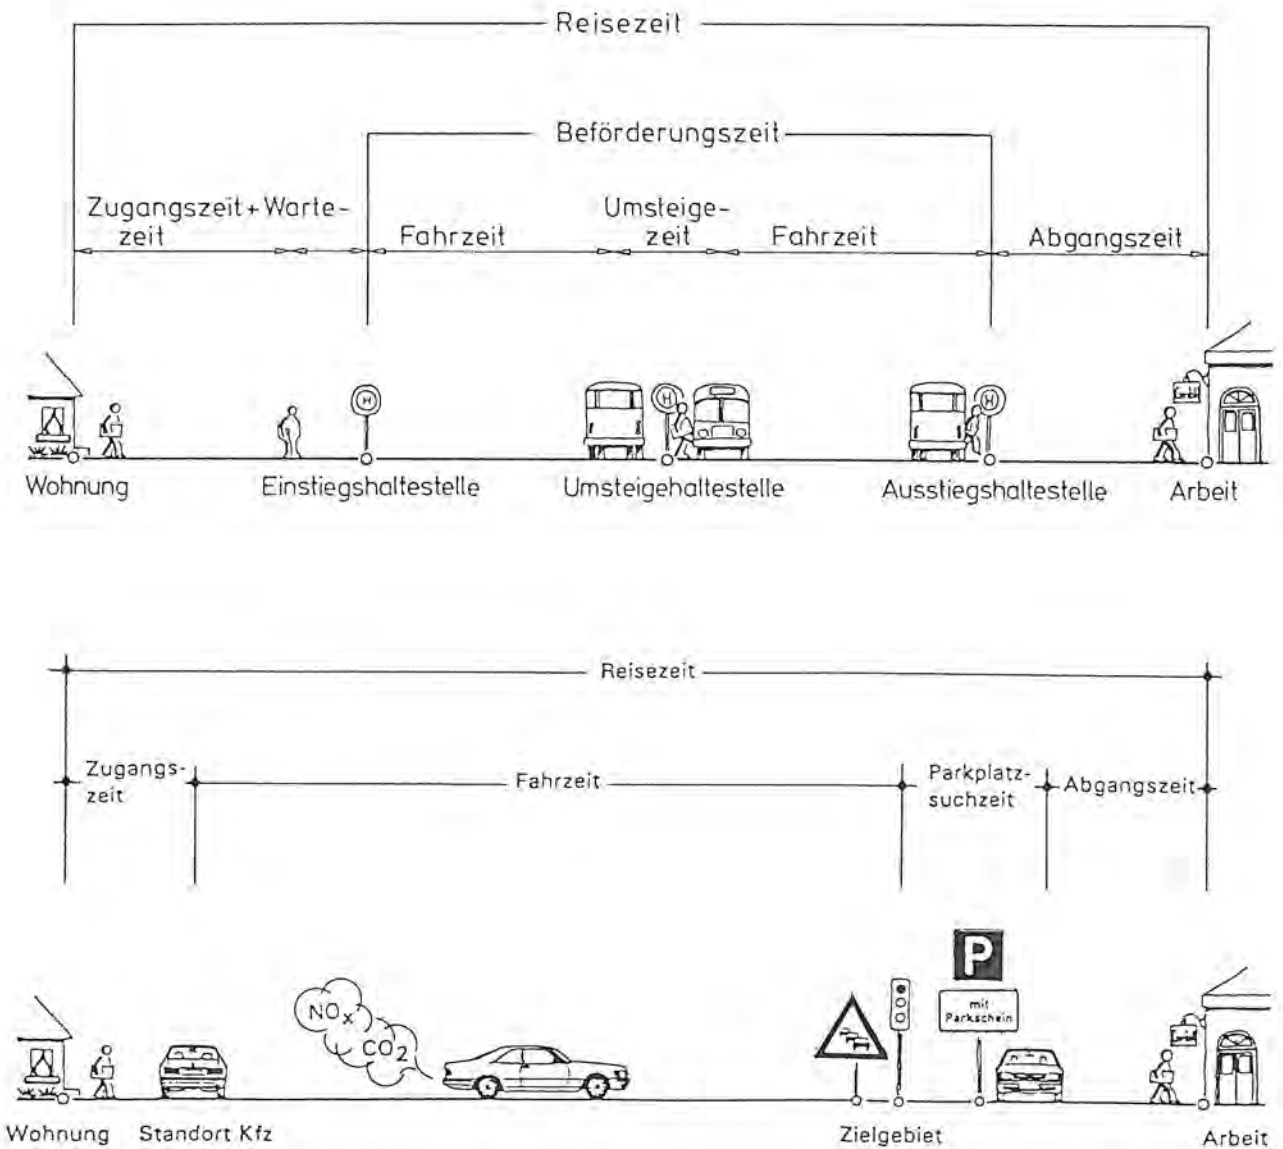 Reisezeit
Beförderungszeit
Zugangszeit + Warte-
zeit
Fahrzeit
Umsteige-
zeit
Fahrzeit
Abgangszeit
H
H
H
Wohnung
Einstiegshaltestelle
Umsteigehaltestelle
Ausstiegshaltestelle
Arbeit
Reisezeit
Zugangs-
zeit
Fahrzeit
Parkplatz-
suchzeit
Abgangszeit
P
mit
Parkschein
NOx
CO2
Wohnung
Standort Kfz
Zielgebiet
Arbeit